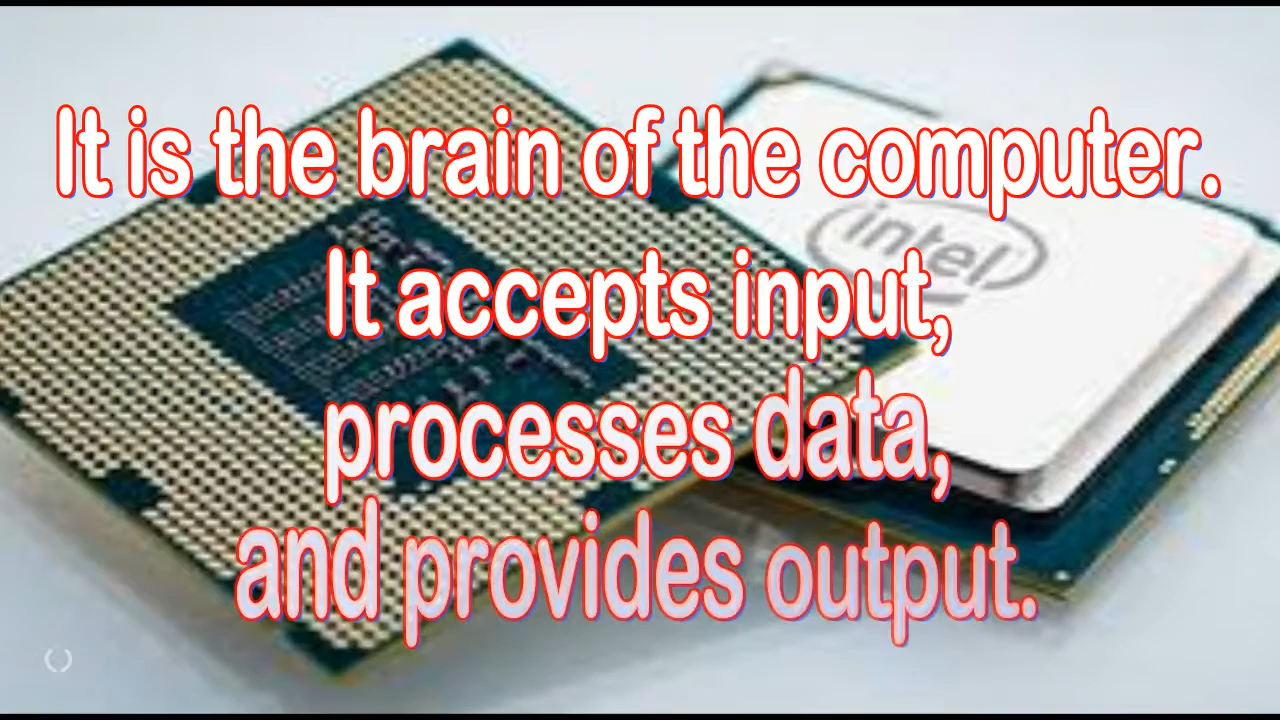 It is the brain of the computer.
intel
It accepts input,
processes data,
and provides output.